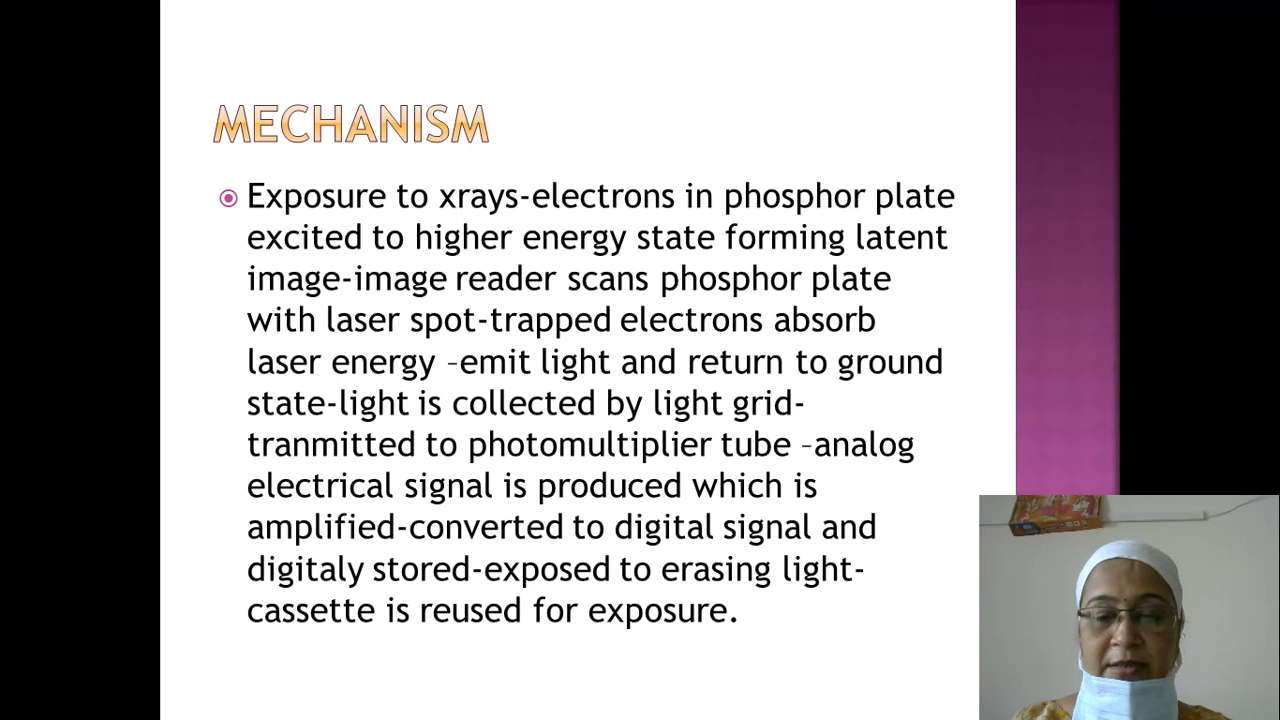 MECHANISM
Exposure to xrays-electrons in phosphor plate
excited to higher energy state forming latent
image-image reader scans phosphor plate
with laser spot-trapped electrons absorb
laser energy –emit light and return to ground
state-light is collected by light grid-
tranmitted to photomultiplier tube –analog
electrical signal is produced which is
amplified-converted to digital signal and
digitaly stored-exposed to erasing light-
cassette is reused for exposure.